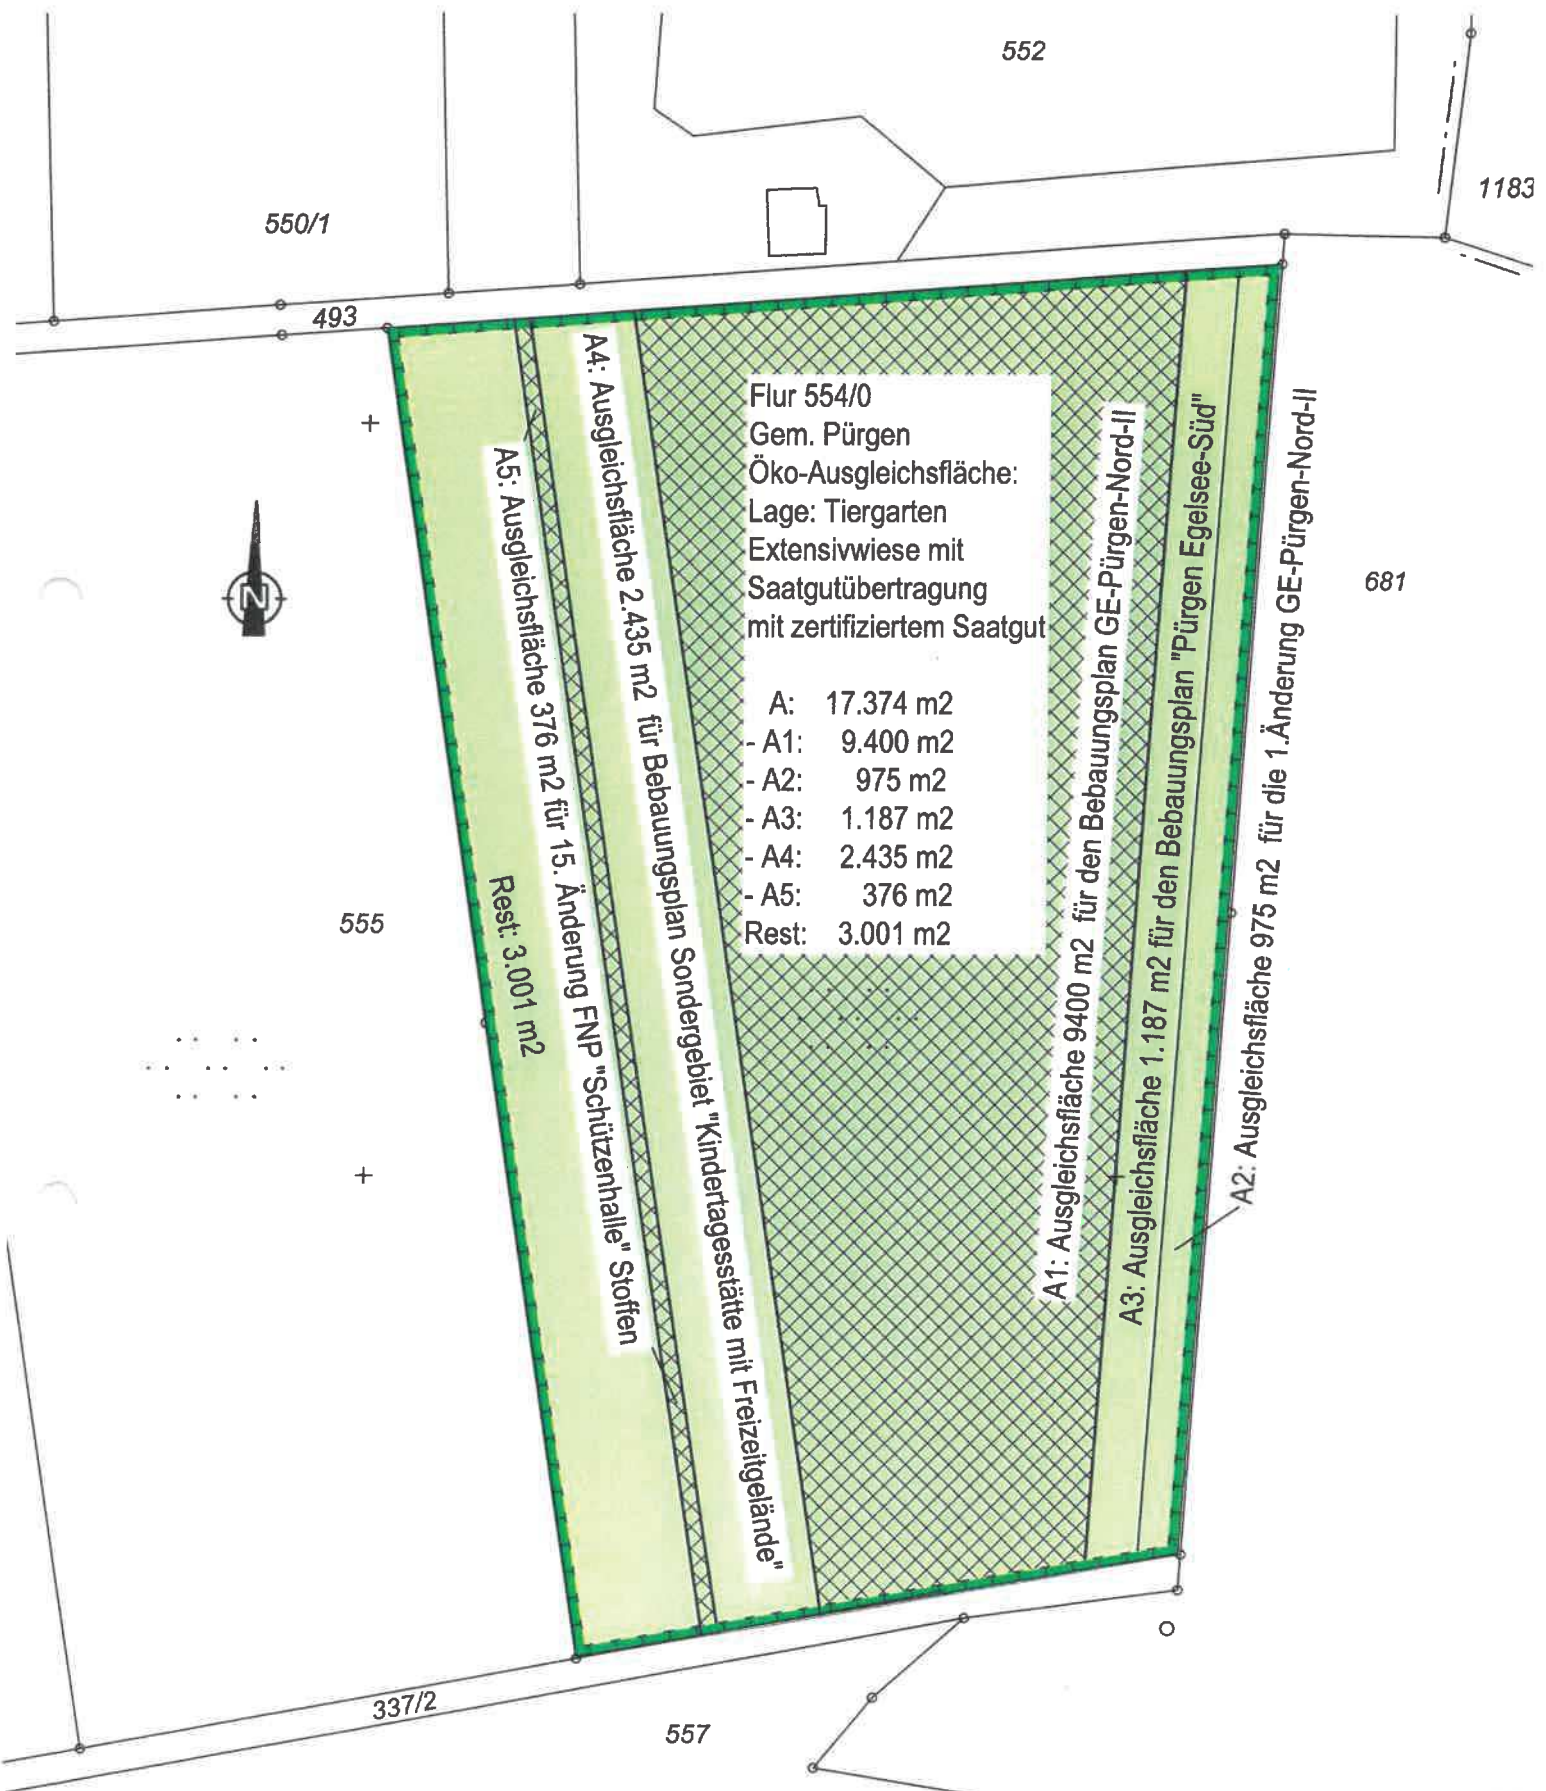 552
1183
550/1
493
Flur 554/0
Gem. Pürgen
Öko-Ausgleichsfläche:
Lage: Tiergarten
Extensivwiese mit
Saatgutübertragung
mit zertifiziertem Saatgut
A: 17.374 m2
- A1: 9.400 m2
- A2: 975 m2
- A3: 1.187 m2
- A4: 2.435 m2
- A5: 376 m2
Rest: 3.001 m2
N
A5: Ausgleichsfläche 376 m2 für 15. Änderung FNP "Schützenhalle" Stoffen
A4: Ausgleichsfläche 2.435 m2 für Bebauungsplan Sondergebiet "Kindertagesstätte mit Freizeitgelände"
A1: Ausgleichsfläche 9400 m2 für den Bebauungsplan GE-Pürgen-Nord-II
A3: Ausgleichsfläche 1.187 m2 für den Bebauungsplan "Pürgen Egelsee-Süd"
A2: Ausgleichsfläche 975 m2 für die 1.Änderung GE-Pürgen-Nord-II
681
555
Rest: 3.001 m2
337/2
557